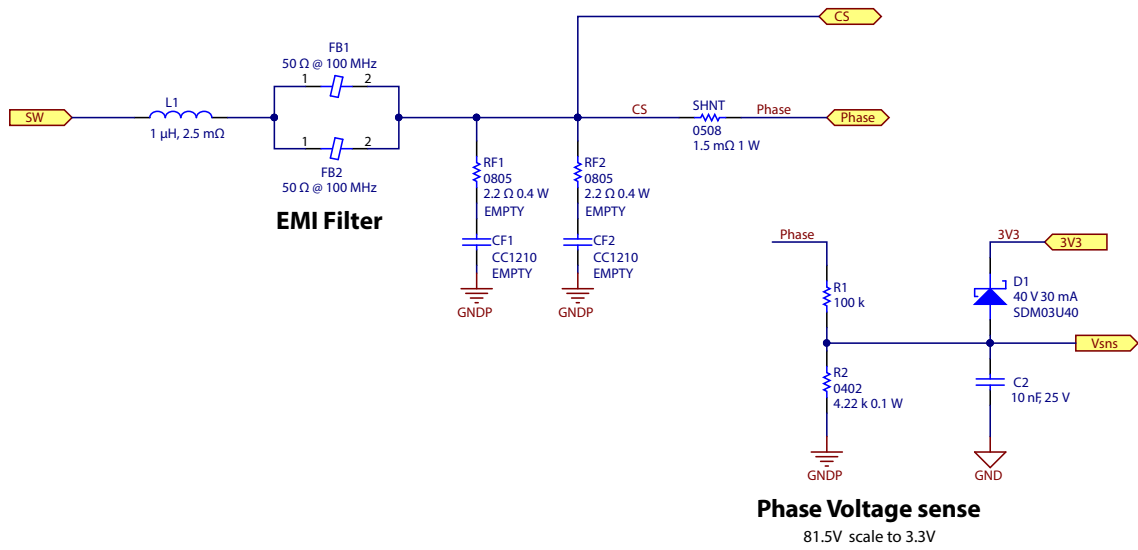 CS
FB1
50 Ω @ 100 MHz
1 2
L1
SW
1 µH, 2.5 mΩ
CS
SHNT
Phase
Phase
0508
1.5 mΩ 1 W
1 2
FB2
50 Ω @ 100 MHz
EMI Filter
RF1
0805
2.2 Ω 0.4 W
EMPTY
RF2
0805
2.2 Ω 0.4 W
EMPTY
CF1
CC1210
EMPTY
CF2
CC1210
EMPTY
GNDP
GNDP
Phase
3V3
3V3
R1
100 k
D1
40 V 30 mA
SDM03U40
Vsns
R2
0402
4.22 k 0.1 W
C2
10 nF, 25 V
GNDP
GND
Phase Voltage sense
81.5V scale to 3.3V